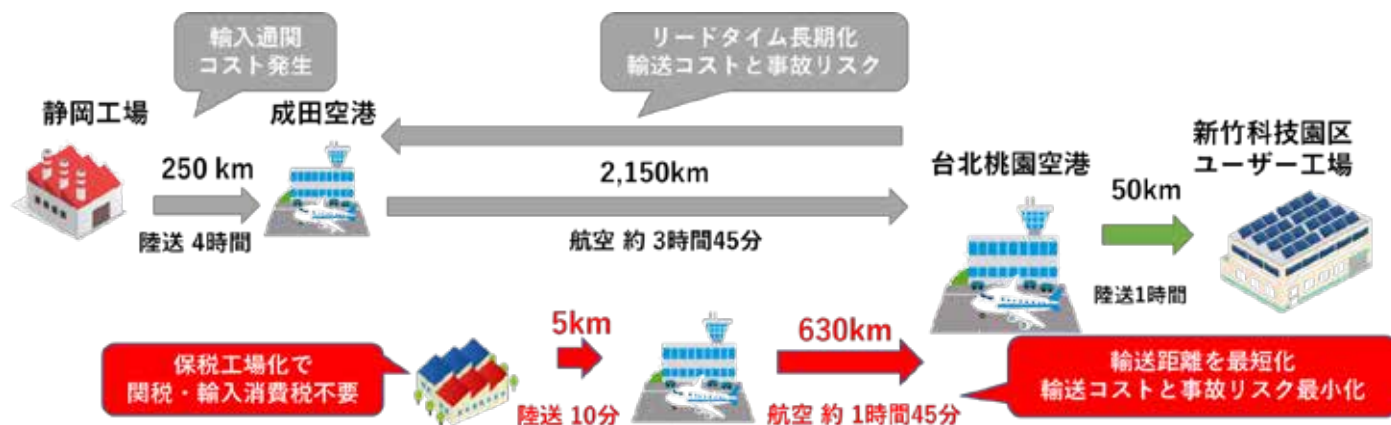 輸入通関
コスト発生
リードタイム長期化
輸送コストと事故リスク
静岡工場
成田空港
250 km
陸送 4時間
2,150km
航空 約 3時間45分
台北桃園空港
新竹科技園区
ユーザー工場
50km
陸送1時間
保税工場化で
関税・輸入消費税不要
5km
陸送 10分
630km
航空 約 1時間45分
輸送距離を最短化
輸送コストと事故リスク最小化